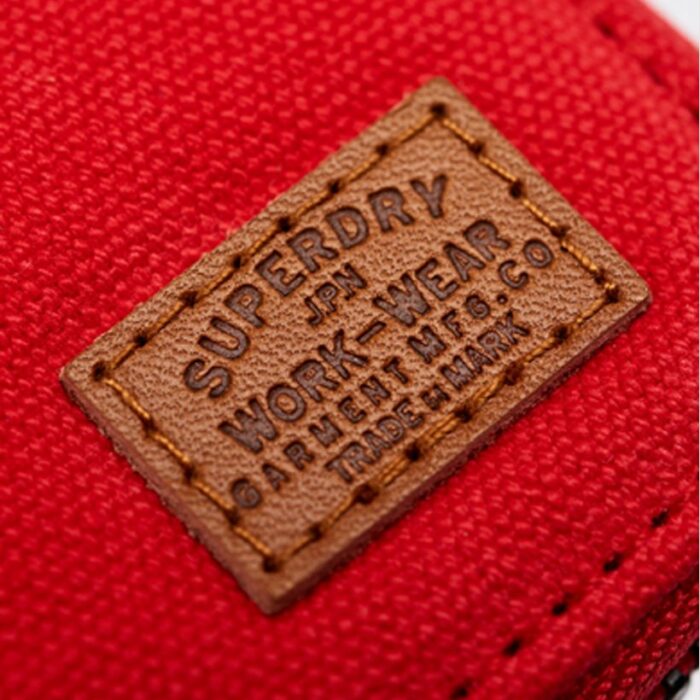 SUPERDRY
JPN
WORK-WEAR
GARMENT MFG.CO
TRADE MARK